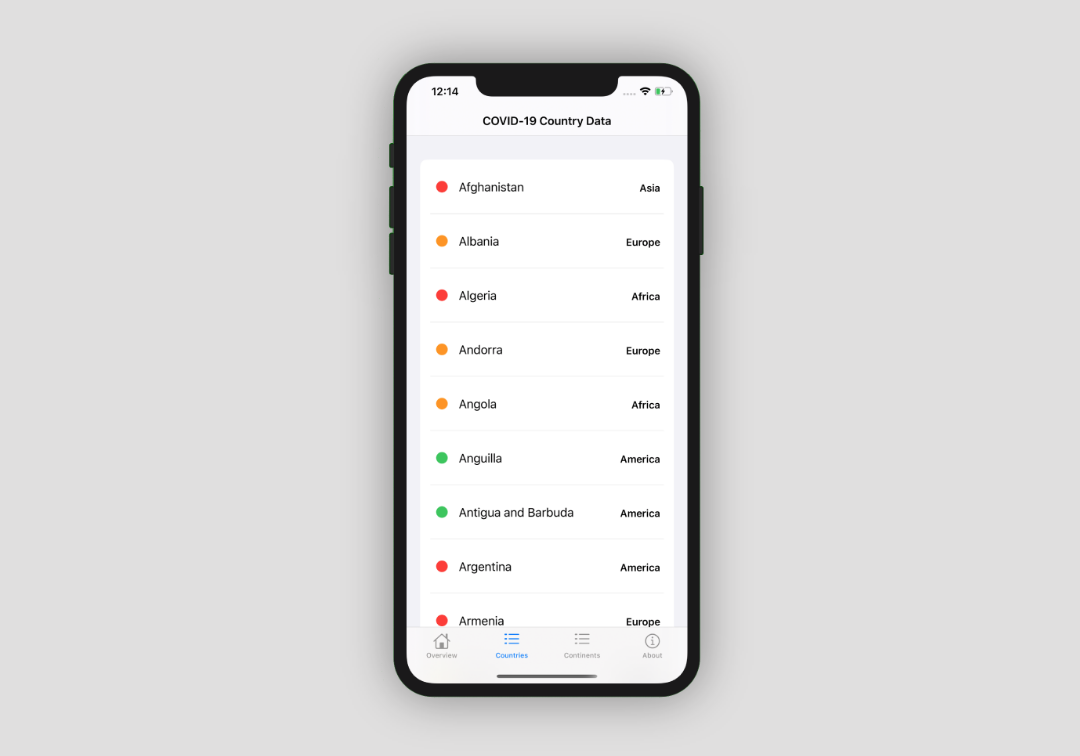 12:14
COVID-19 Country Data
Afghanistan Asia
Albania Europe
Algeria Africa
Andorra Europe
Angola Africa
Anguilla America
Antigua and Barbuda America
Argentina America
Armenia Europe
Overview Countries Continents About